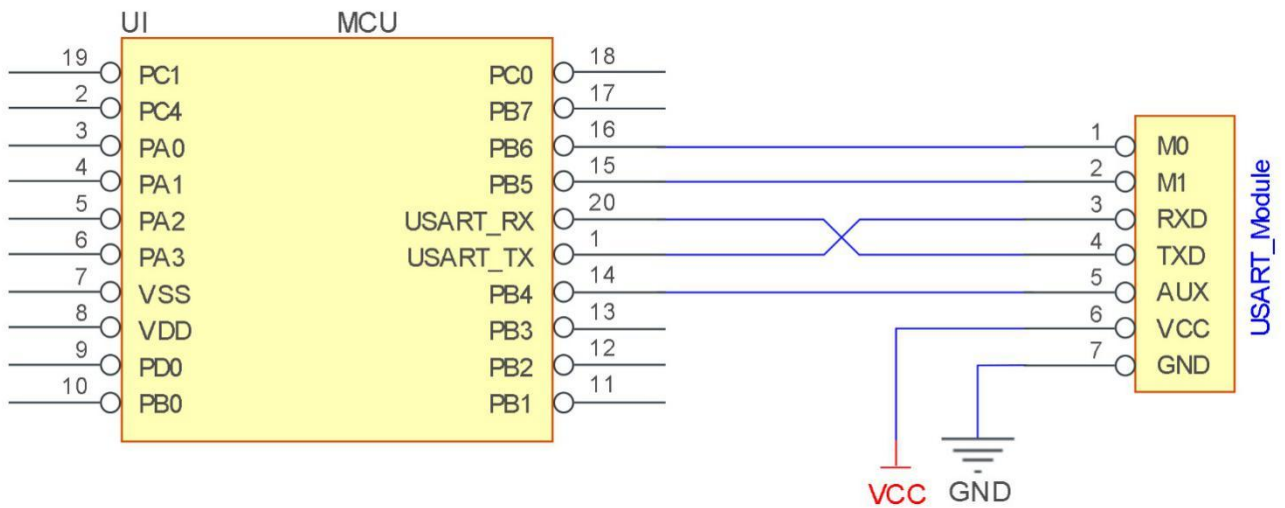 UI MCU
19 PC1 PC0 18
2 PC4 PB7 17
3 PA0 PB6 16 1 M0
4 PA1 PB5 15 2 M1
5 PA2 USART_RX 20 3 RXD
6 PA3 USART_TX 1 4 TXD
7 VSS PB4 14 5 AUX
8 VDD PB3 13 6 VCC
9 PD0 PB2 12 7 GND
10 PB0 PB1 11
USART_Module
VCC GND